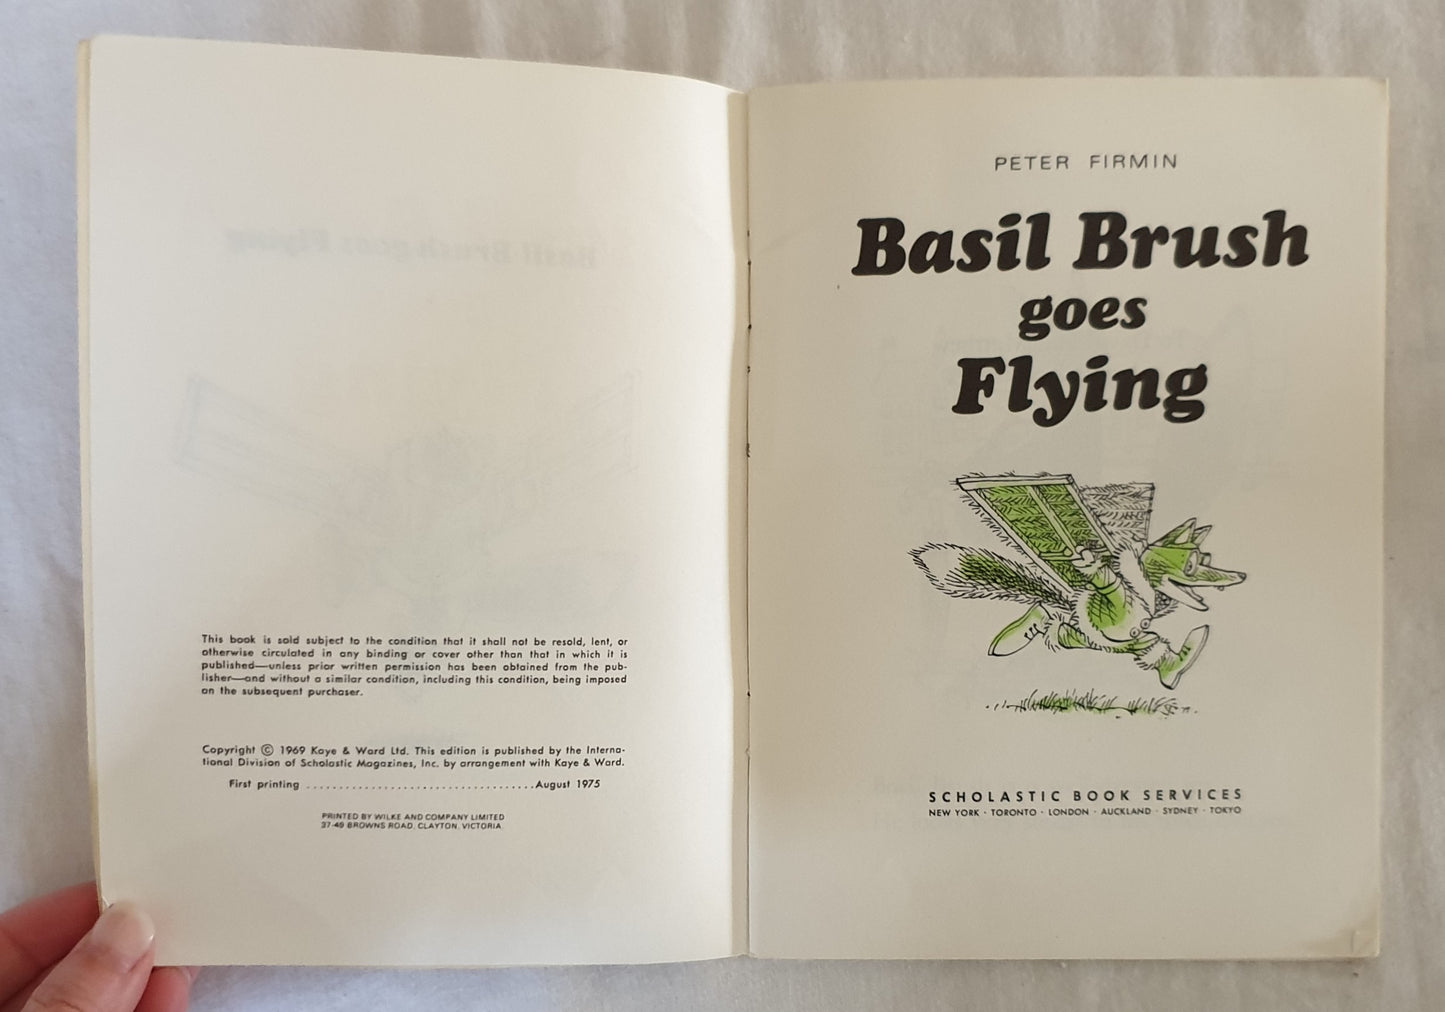 This book is sold subject to the condition that it shall not be resold, lent, or
otherwise circulated in any binding or cover other than that in which it is
published—unless prior written permission has been obtained from the pub-
lisher—and without a similar condition, including this condition, being imposed
on the subsequent purchaser.
Copyright © 1969 Kaye & Ward Ltd. This edition is published by the Interna-
tional Division of Scholastic Magazines, Inc. by arrangement with Kaye & Ward.
First printing ....................................August 1975
PRINTED BY WILKE AND COMPANY LIMITED
37-49 BROWNS ROAD, CLAYTON, VICTORIA
PETER FIRMIN
Basil Brush
goes
Flying
SCHOLASTIC BOOK SERVICES
NEW YORK · TORONTO · LONDON · AUCKLAND · SYDNEY · TOKYO